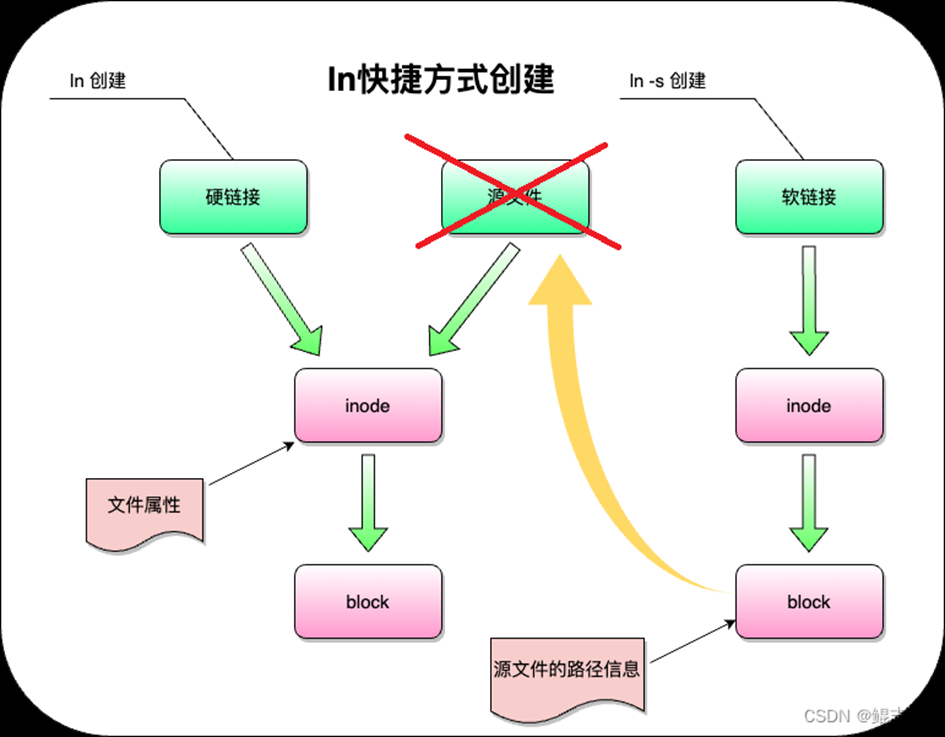 ln 创建
ln快捷方式创建
ln -s 创建
硬链接
源文件
软链接
inode
inode
文件属性
block
block
源文件的路径信息
CSDN @鲲志